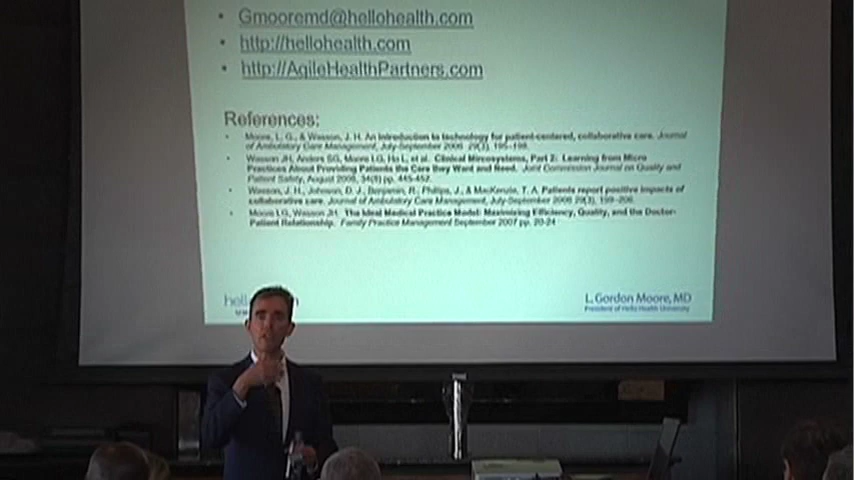 • Gmooremd@hellohealth.com
• http://hellohealth.com
• http://AgileHealthPartners.com
References:
• Moore, L. G., & Wasson, J. H. An Introduction to technology for patient-centered, collaborative care. Journal
of Ambulatory Care Management, July-September 2006 29(3), 195-198.
• Wasson JH, Anders SG, Moore LG, Ho L, et al. Clinical Mircosystems, Part 2: Learning from Micro
Practices About Providing Patients the Care they Want and Need. Joint Commission Journal on Quality and
Patient Safety, August 2008, 34(8) pp. 445-452.
• Wasson, J. H., Johnson, D. J., Benjamin, R., Phillips, J., & MacKenzie, T. A. Patients report positive impacts of
collaborative care. Journal of Ambulatory Care Management, July-September 2006 29(3), 199-206.
• Moore LG, Wasson JH. The Ideal Medical Practice Model: Maximizing Efficiency, Quality, and the Doctor-
Patient Relationship. Family Practice Management September 2007 pp. 20-24
L. Gordon Moore, MD
President of Hello Health University